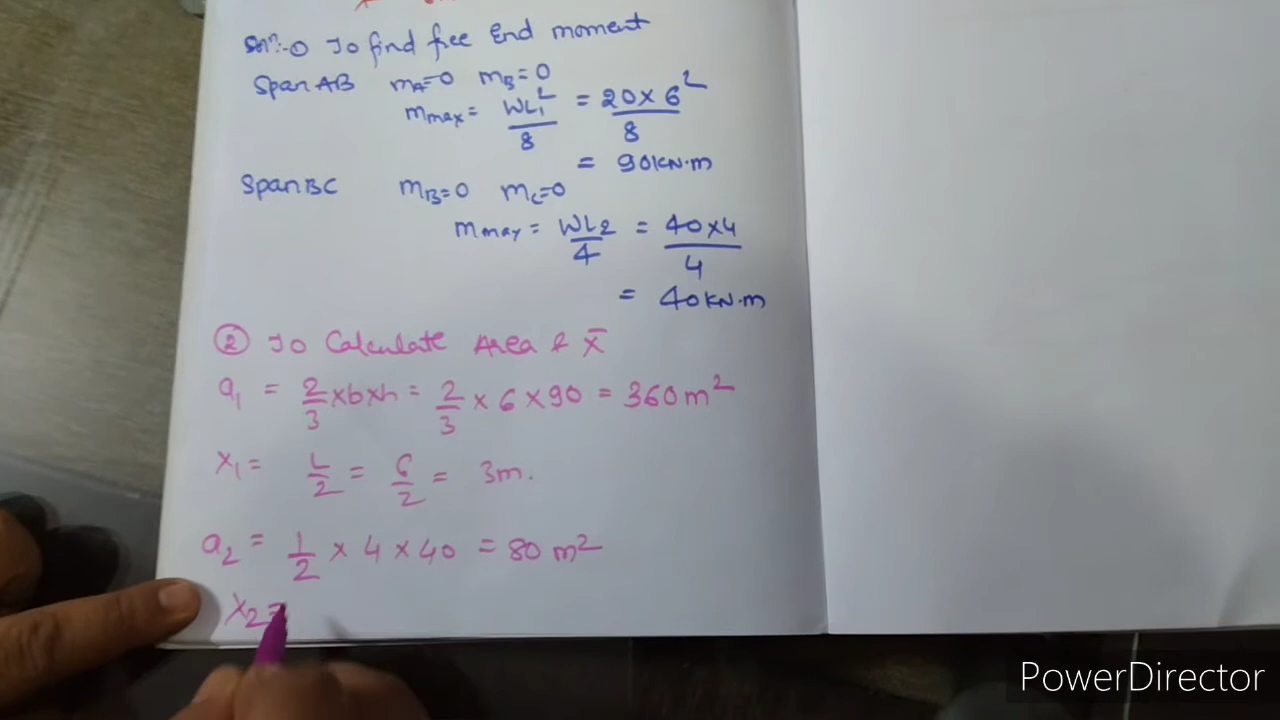 Soln:- ① To find free End moment
Span AB mA=0 mB=0
mmax = WL₁²/8 = 20×6²/8
= 90kN.m
Span BC mB=0 mC=0
mmax = WL2/4 = 40×4/4
= 40kN.m
② To Calculate Area & x̄
a₁ = 2/3 ×b×h = 2/3 × 6 × 90 = 360m²
x₁ = L/2 = 6/2 = 3m.
a₂ = 1/2 × 4 × 40 = 80 m²
x₂ =
PowerDirector